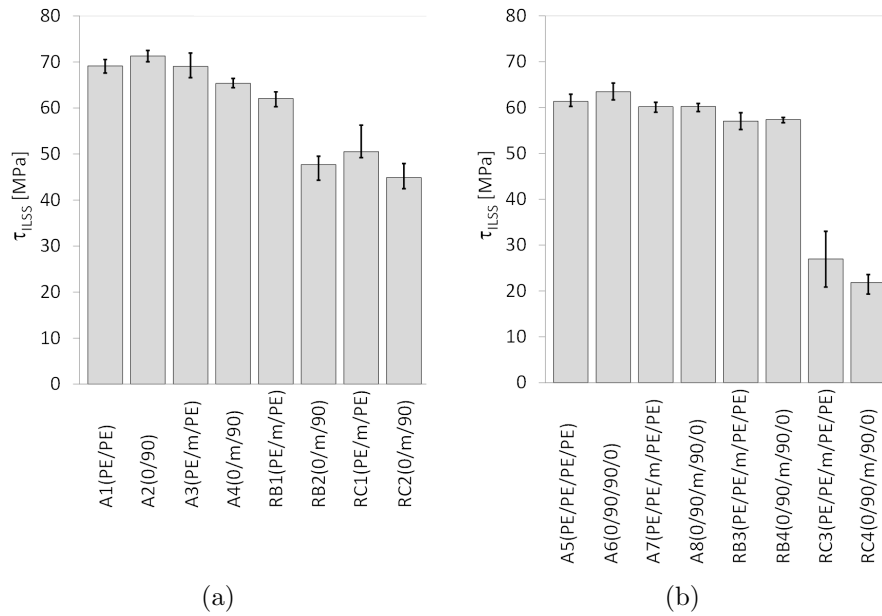 80
70
60
50
40
30
20
10
0
τILSS [MPa]
A1(PE/PE)
A2(0/90)
A3(PE/m/PE)
A4(0/m/90)
RB1(PE/m/PE)
RB2(0/m/90)
RC1(PE/m/PE)
RC2(0/m/90)
(a)
80
70
60
50
40
30
20
10
0
τILSS [MPa]
A5(PE/PE/PE/PE)
A6(0/90/90/0)
A7(PE/PE/m/PE/PE)
A8(0/90/m/90/0)
RB3(PE/PE/m/PE/PE)
RB4(0/90/m/90/0)
RC3(PE/PE/m/PE/PE)
RC4(0/90/m/90/0)
(b)